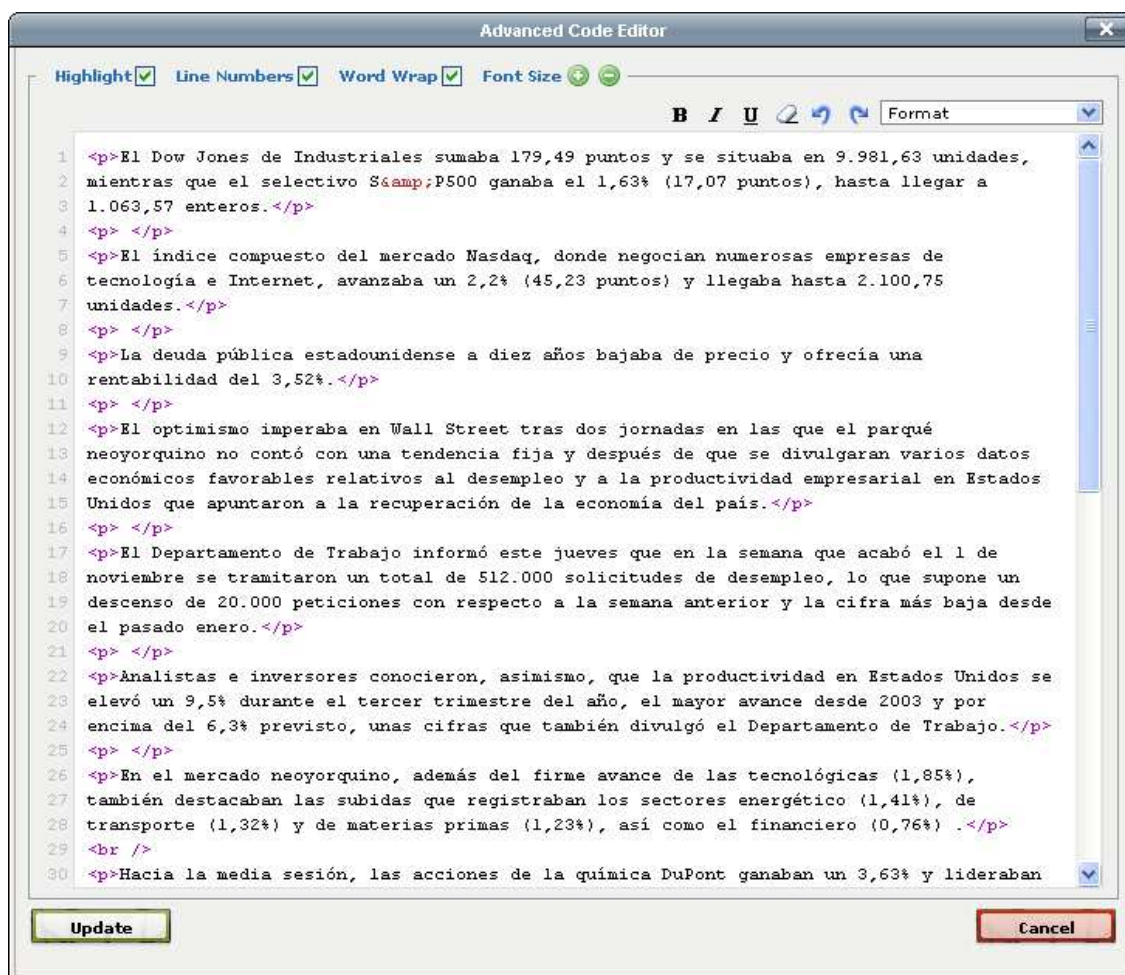 Advanced Code Editor
Highlight Line Numbers Word Wrap Font Size
B I U Format
1 <p>El Dow Jones de Industriales sumaba 179,49 puntos y se situaba en 9.981,63 unidades,
2 mientras que el selectivo S&amp;P500 ganaba el 1,63% (17,07 puntos), hasta llegar a
3 1.063,57 enteros.</p>
4 <p> </p>
5 <p>El índice compuesto del mercado Nasdaq, donde negocian numerosas empresas de
6 tecnología e Internet, avanzaba un 2,2% (45,23 puntos) y llegaba hasta 2.100,75
7 unidades.</p>
8 <p> </p>
9 <p>La deuda pública estadounidense a diez años bajaba de precio y ofrecía una
10 rentabilidad del 3,52%.</p>
11 <p> </p>
12 <p>El optimismo imperaba en Wall Street tras dos jornadas en las que el parqué
13 neoyorquino no contó con una tendencia fija y después de que se divulgaran varios datos
14 económicos favorables relativos al desempleo y a la productividad empresarial en Estados
15 Unidos que apuntaron a la recuperación de la economía del país.</p>
16 <p> </p>
17 <p>El Departamento de Trabajo informó este jueves que en la semana que acabó el 1 de
18 noviembre se tramitaron un total de 512.000 solicitudes de desempleo, lo que supone un
19 descenso de 20.000 peticiones con respecto a la semana anterior y la cifra más baja desde
20 el pasado enero.</p>
21 <p> </p>
22 <p>Analistas e inversores conocieron, asimismo, que la productividad en Estados Unidos se
23 elevó un 9,5% durante el tercer trimestre del año, el mayor avance desde 2003 y por
24 encima del 6,3% previsto, unas cifras que también divulgó el Departamento de Trabajo.</p>
25 <p> </p>
26 <p>En el mercado neoyorquino, además del firme avance de las tecnológicas (1,85%),
27 también destacaban las subidas que registraban los sectores energético (1,41%), de
28 transporte (1,32%) y de materias primas (1,23%), así como el financiero (0,76%) .</p>
29 <br />
30 <p>Hacia la media sesión, las acciones de la química DuPont ganaban un 3,63% y lideraban
Update Cancel